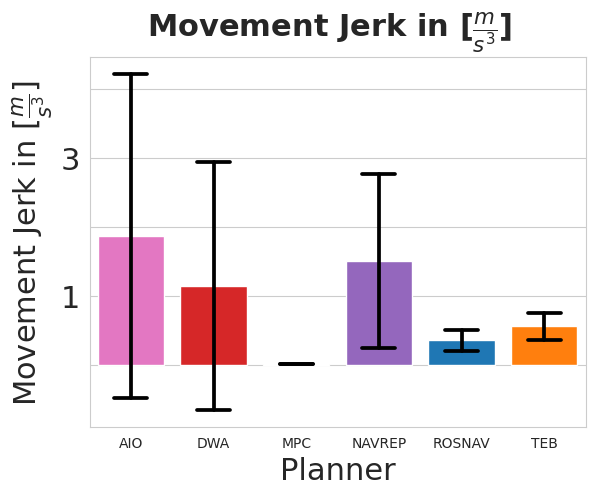 Movement Jerk in [m/s³]
Movement Jerk in [m/s³]
3
1
AIO DWA MPC NAVREP ROSNAV TEB
Planner